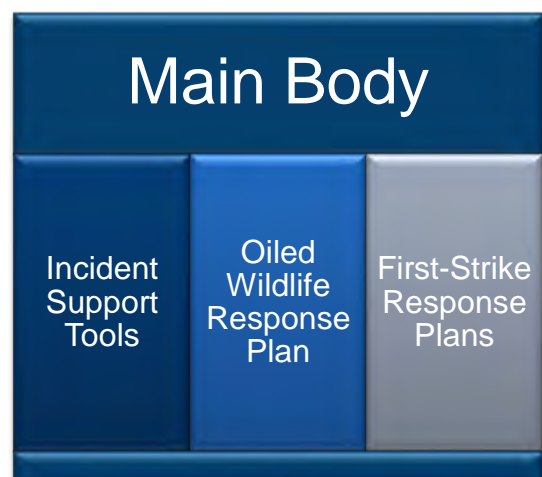 Main Body
Incident
Support
Tools
Oiled
Wildlife
Response
Plan
First-Strike
Response
Plans